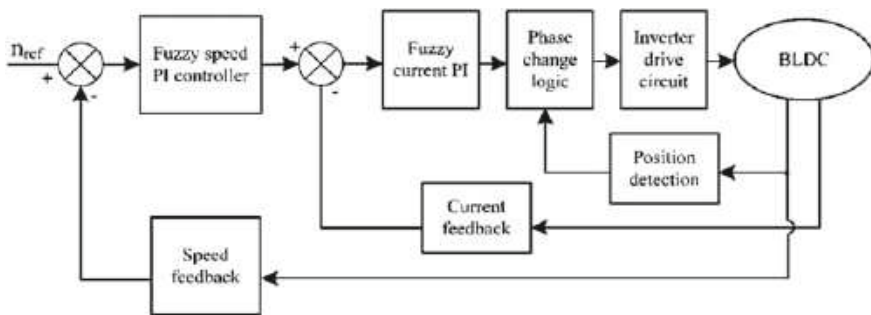 n_ref
+
-
Fuzzy speed
PI controller
+
-
Fuzzy
current PI
Phase
change
logic
Inverter
drive
circuit
BLDC
Position
detection
Current
feedback
Speed
feedback